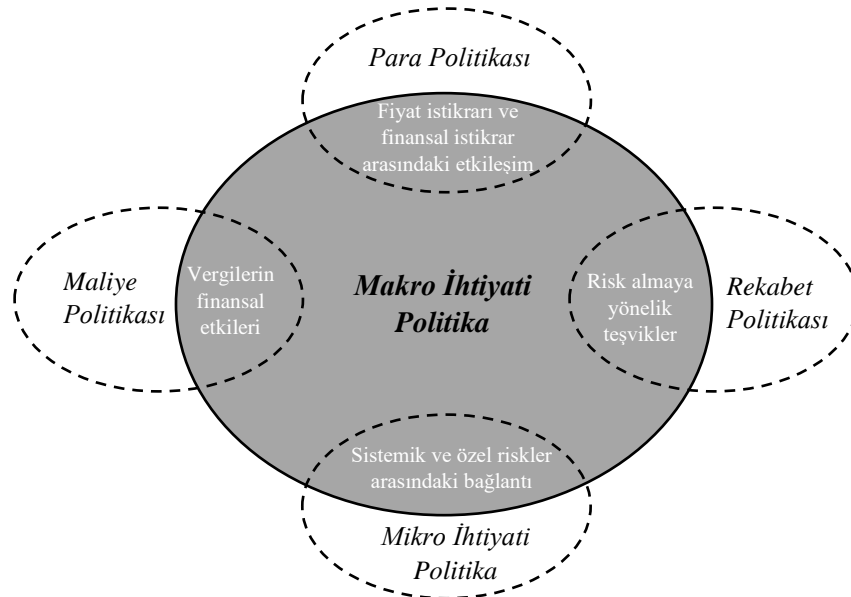 Para Politikası
Fiyat istikrarı ve
finansal istikrar
arasındaki etkileşim
Maliye
Politikası
Vergilerin
finansal
etkileri
Makro İhtiyati
Politika
Risk almaya
yönelik
teşvikler
Rekabet
Politikası
Sistemik ve özel riskler
arasındaki bağlantı
Mikro İhtiyati
Politika